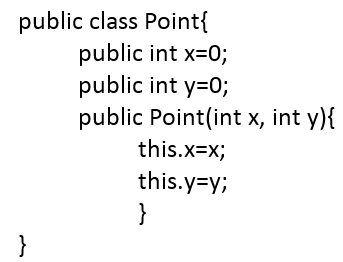 public class Point{
public int x=0;
public int y=0;
public Point(int x, int y){
this.x=x;
this.y=y;
}
}